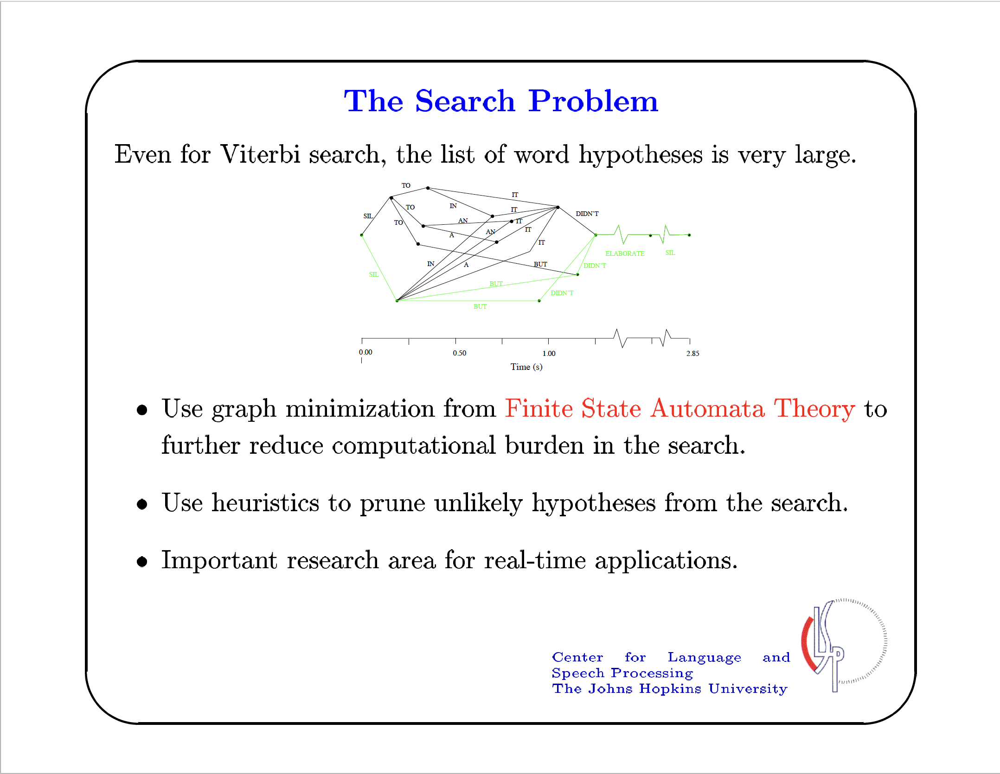 The Search Problem
Even for Viterbi search, the list of word hypotheses is very large.
TO
IT
IN
TO
IT
DIDN'T
SIL
TO
AN
IT
IT
AN
A
IT
ELABORATE
SIL
IN
A
BUT
DIDN'T
SIL
BUT
DIDN'T
BUT
0.00
0.50
1.00
2.85
Time (s)
• Use graph minimization from Finite State Automata Theory to
further reduce computational burden in the search.
• Use heuristics to prune unlikely hypotheses from the search.
• Important research area for real-time applications.
Center for Language and
Speech Processing
The Johns Hopkins University
CLSP